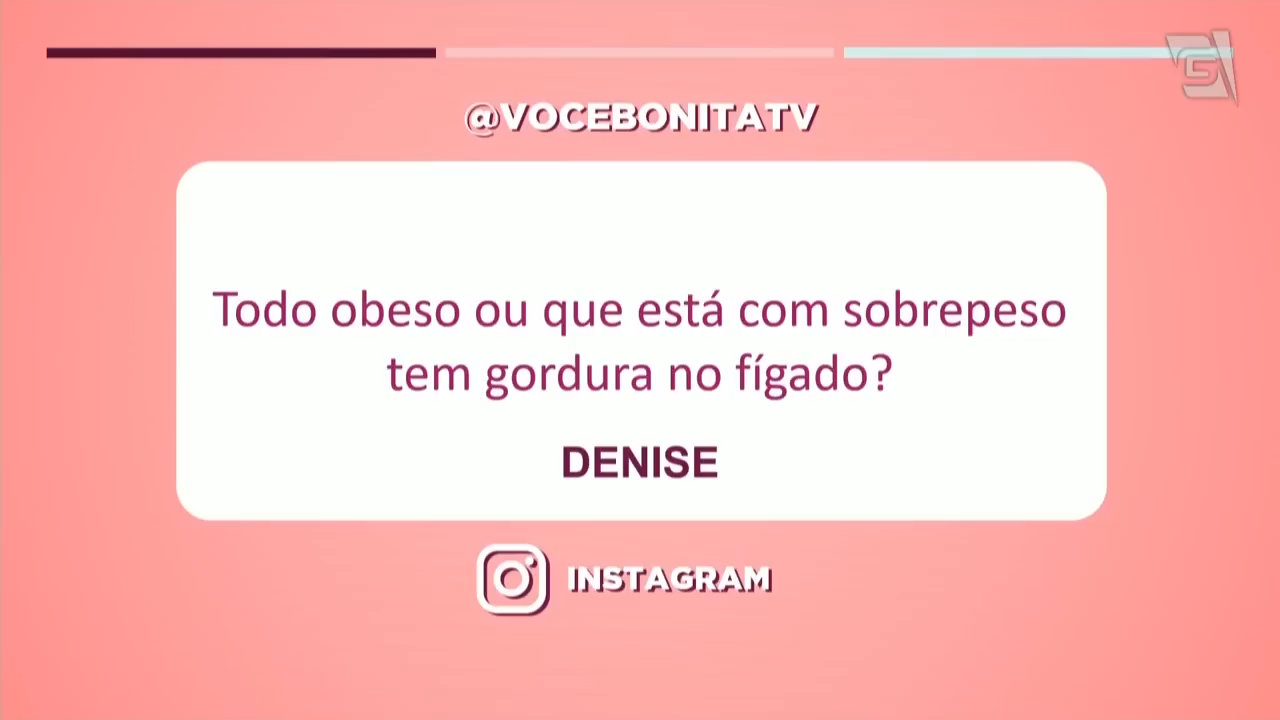 @VOCEBONITATV
Todo obeso ou que está com sobrepeso
tem gordura no fígado?
DENISE
INSTAGRAM